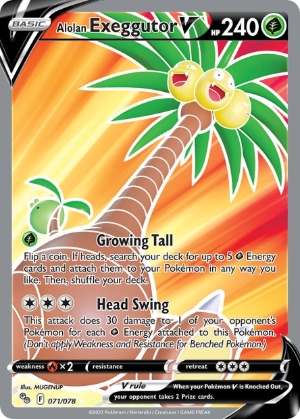 BASIC
Alolan Exeggutor V HP 240
Growing Tall
Flip a coin. If heads, search your deck for up to 5 Energy
cards and attach them to your Pokémon in any way you
like. Then, shuffle your deck.
Head Swing
This attack does 30 damage to 1 of your opponent's
Pokémon for each Energy attached to this Pokémon.
(Don't apply Weakness and Resistance for Benched Pokémon.)
weakness ×2 resistance retreat
Illus. MUGENUP
F 071/078
V rule
When your Pokémon V is Knocked Out,
your opponent takes 2 Prize cards.
©2022 Pokémon / Nintendo / Creatures / GAME FREAK